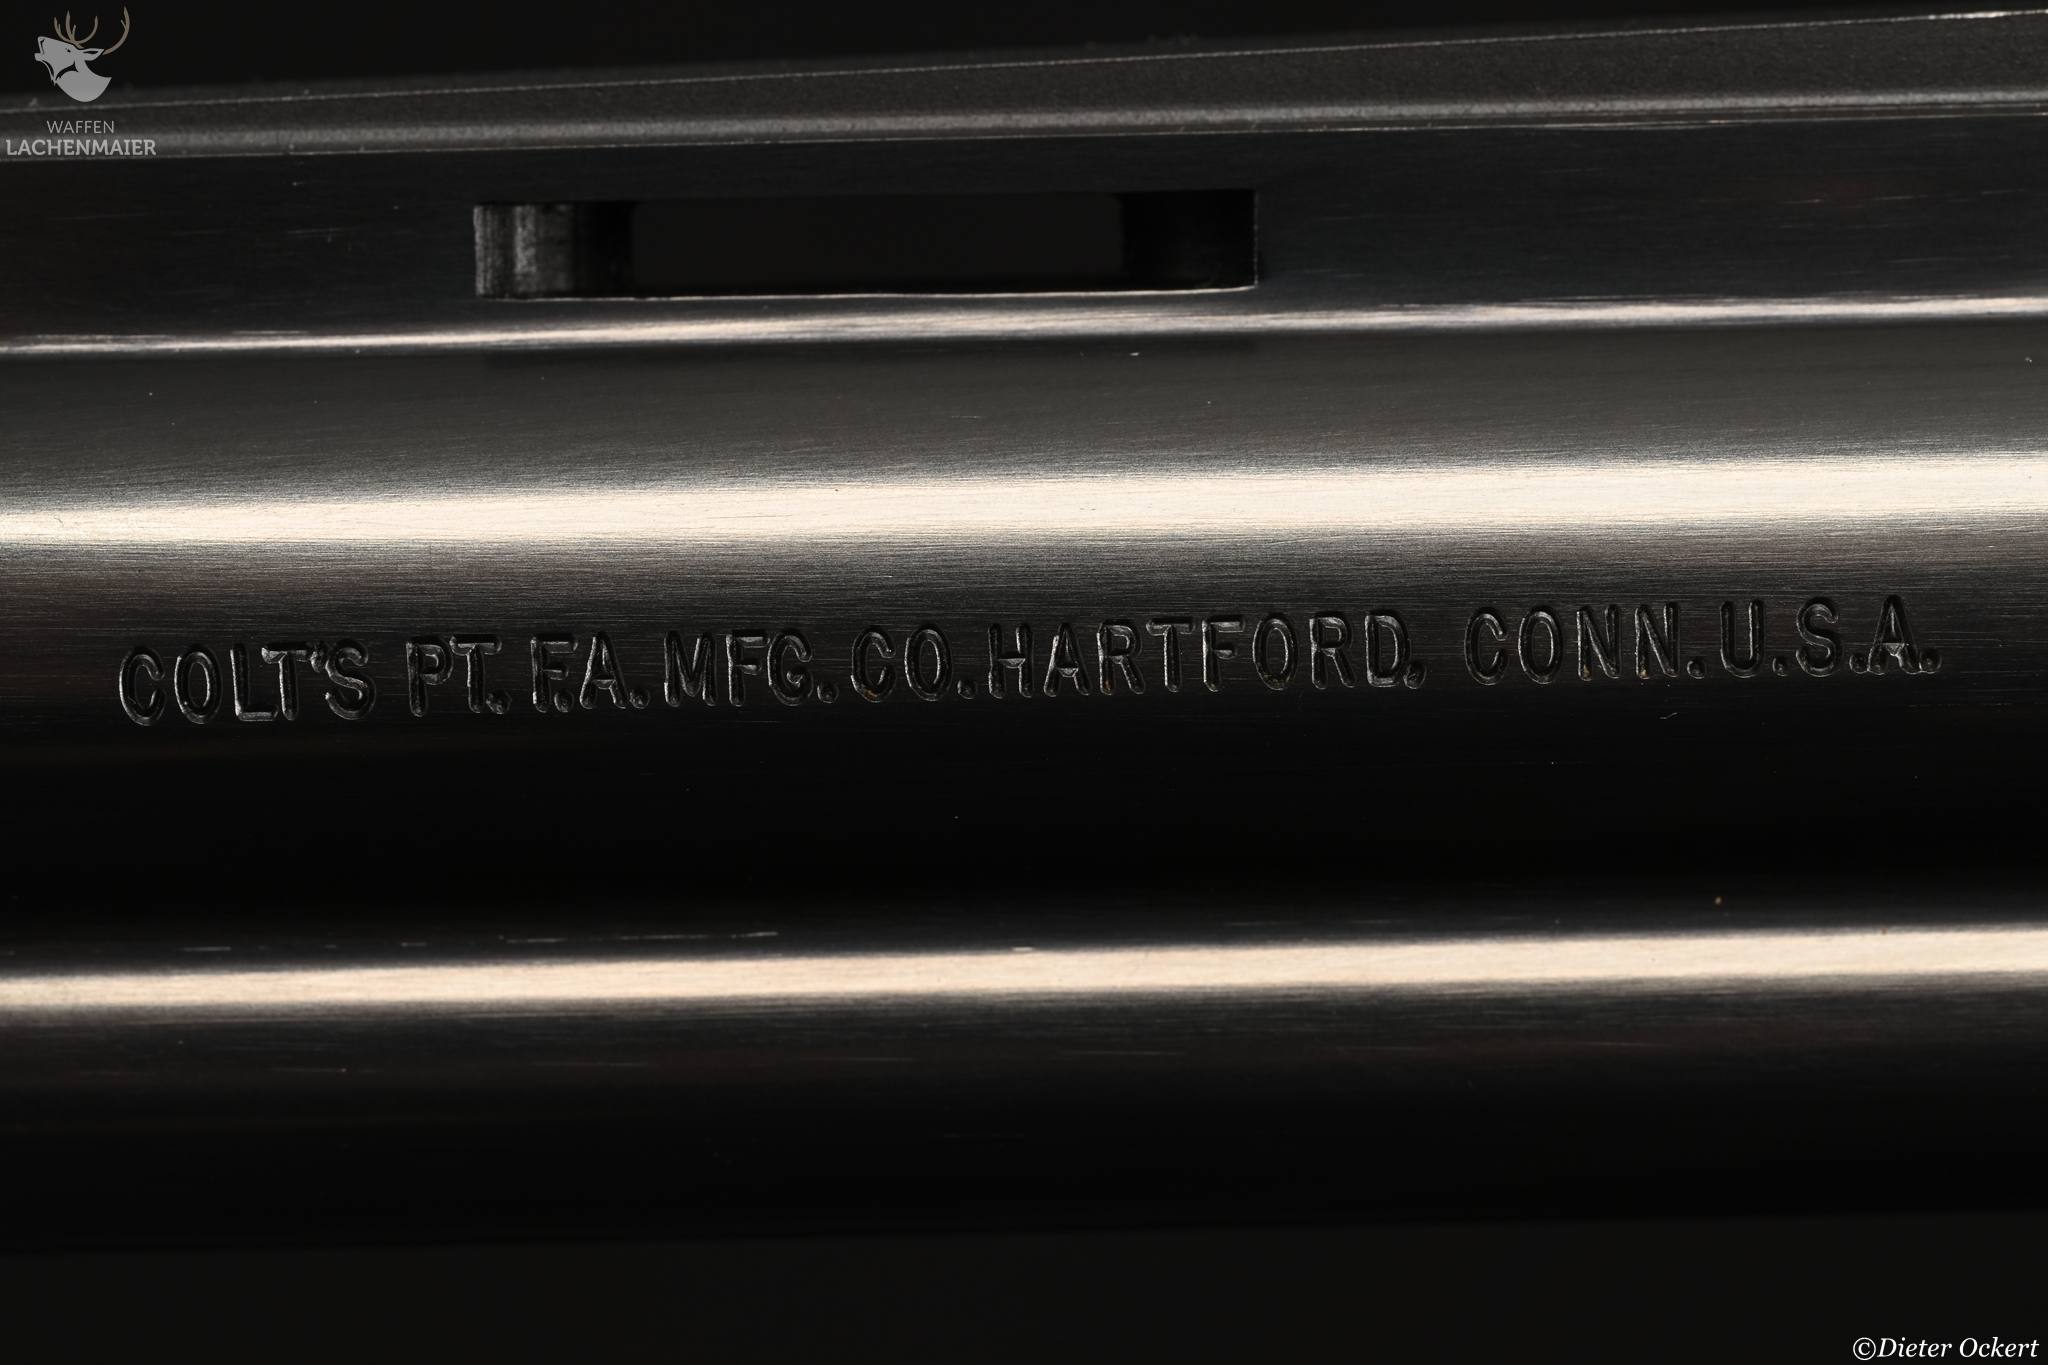 WAFFEN
LACHENMAIER
COLT'S PT. F.A. MFG. CO. HARTFORD, CONN. U.S.A.
©Dieter Ockert